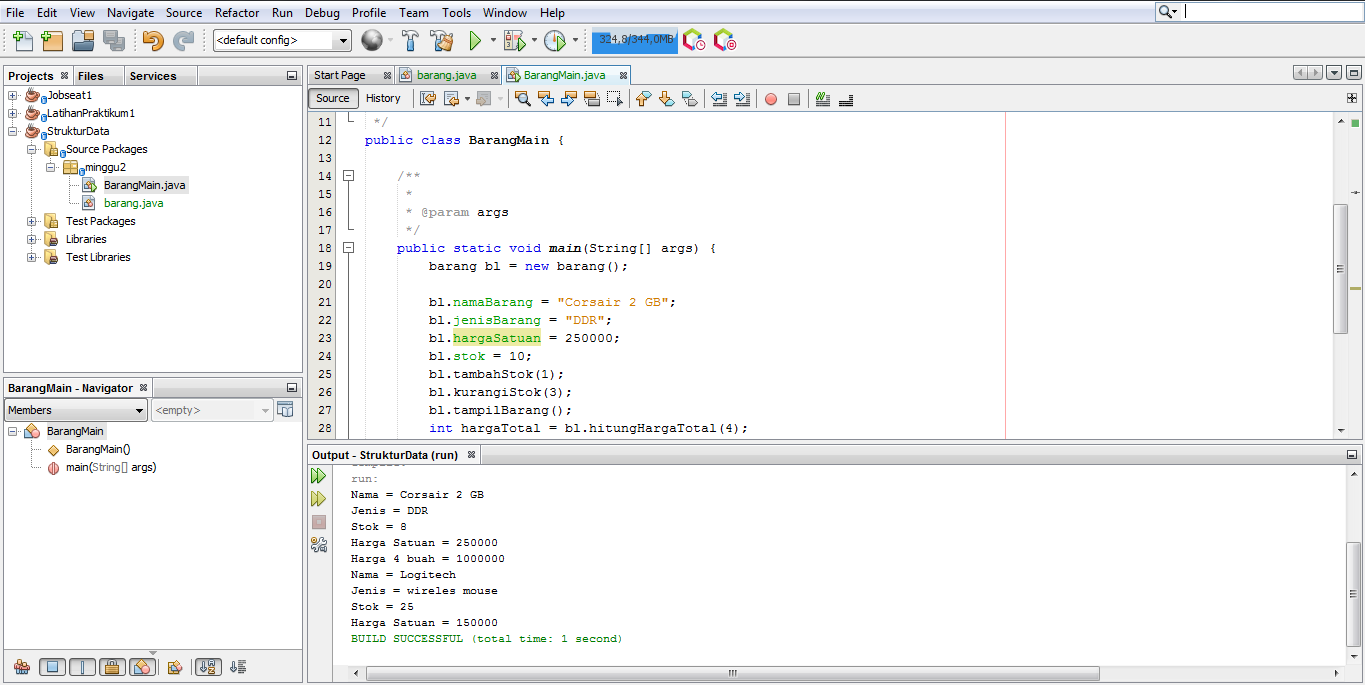 File Edit View Navigate Source Refactor Run Debug Profile Team Tools Window Help
<default config>
324,8/344,0MB
Projects Files Services
Jobseat1
LatihanPraktikum1
StrukturData
Source Packages
minggu2
BarangMain.java
barang.java
Test Packages
Libraries
Test Libraries
BarangMain - Navigator
Members <empty>
BarangMain
BarangMain()
main(String[] args)
Start Page barang.java BarangMain.java
Source History
11 */
12 public class BarangMain {
13
14 /**
15 *
16 * @param args
17 */
18 public static void main(String[] args) {
19 barang bl = new barang();
20
21 bl.namaBarang = "Corsair 2 GB";
22 bl.jenisBarang = "DDR";
23 bl.hargaSatuan = 250000;
24 bl.stok = 10;
25 bl.tambahStok(1);
26 bl.kurangiStok(3);
27 bl.tampilBarang();
28 int hargaTotal = bl.hitungHargaTotal(4);
Output - StrukturData (run)
run:
Nama = Corsair 2 GB
Jenis = DDR
Stok = 8
Harga Satuan = 250000
Harga 4 buah = 1000000
Nama = Logitech
Jenis = wireles mouse
Stok = 25
Harga Satuan = 150000
BUILD SUCCESSFUL (total time: 1 second)